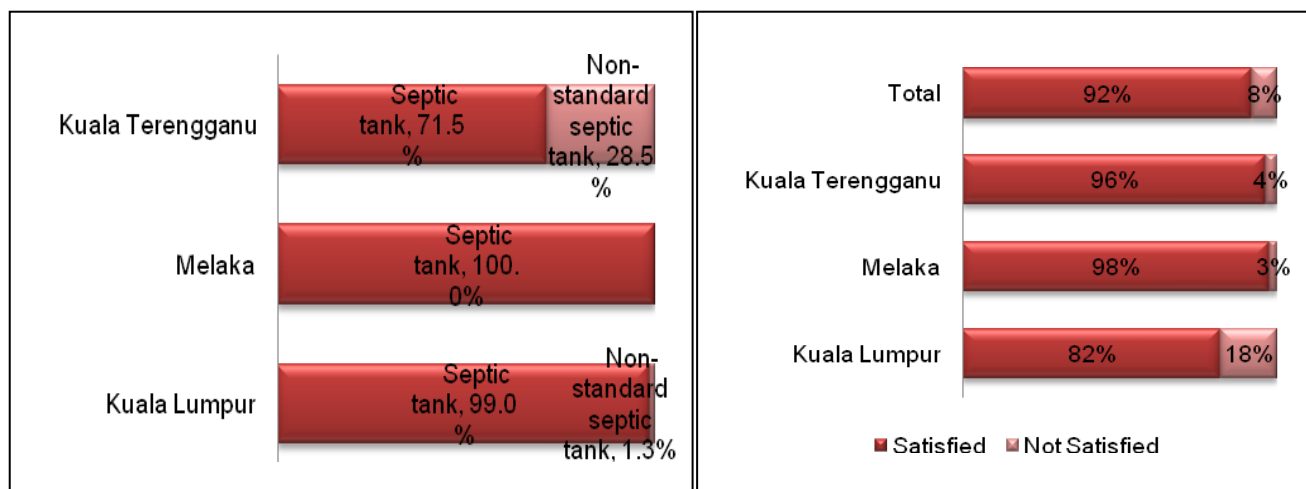 Kuala Terengganu
Septic
tank, 71.5
%
Non-
standard
septic
tank, 28.5
%
Melaka
Septic
tank, 100.
0%
Kuala Lumpur
Septic
tank, 99.0
%
Non-
standard
septic
tank, 1.3%
Total
92%
8%
Kuala Terengganu
96%
4%
Melaka
98%
3%
Kuala Lumpur
82%
18%
Satisfied
Not Satisfied